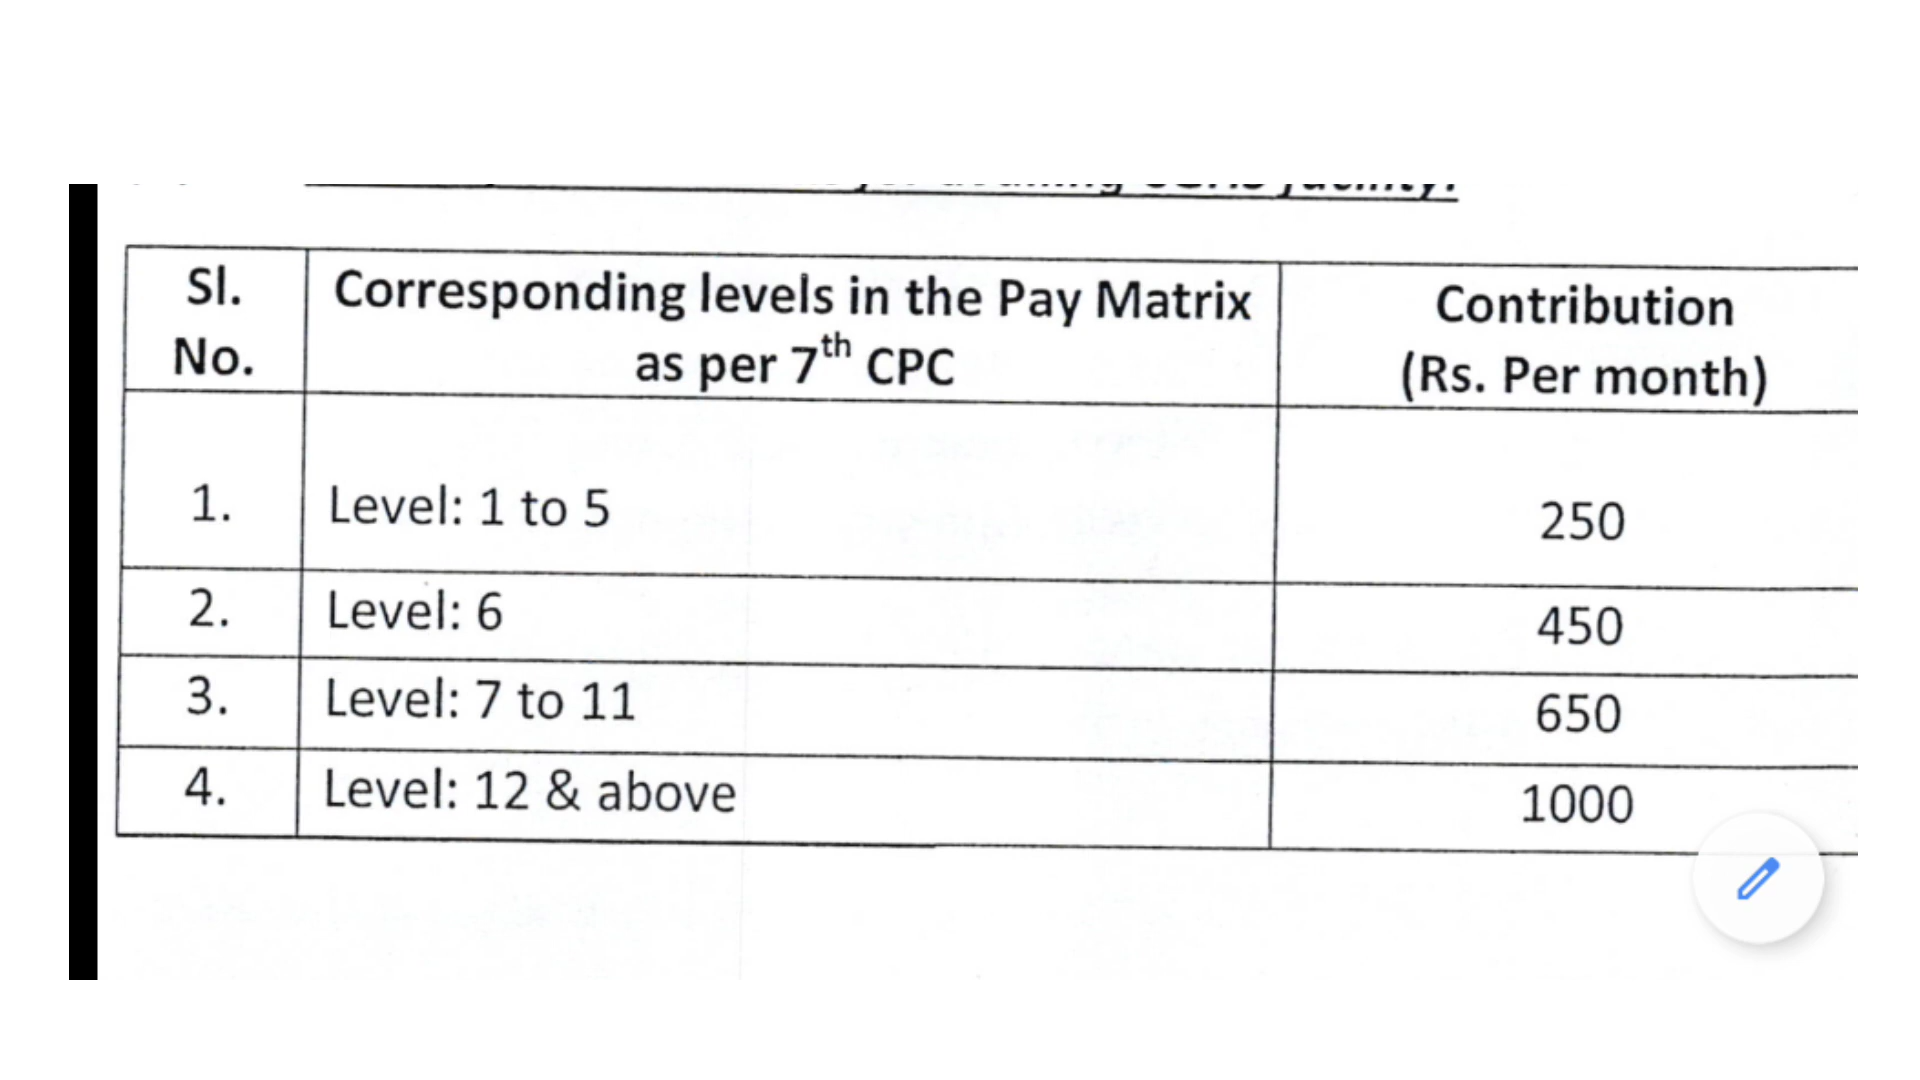 facility.
Sl. No.
Corresponding levels in the Pay Matrix as per 7th CPC
Contribution (Rs. Per month)
1. Level: 1 to 5 250
2. Level: 6 450
3. Level: 7 to 11 650
4. Level: 12 & above 1000